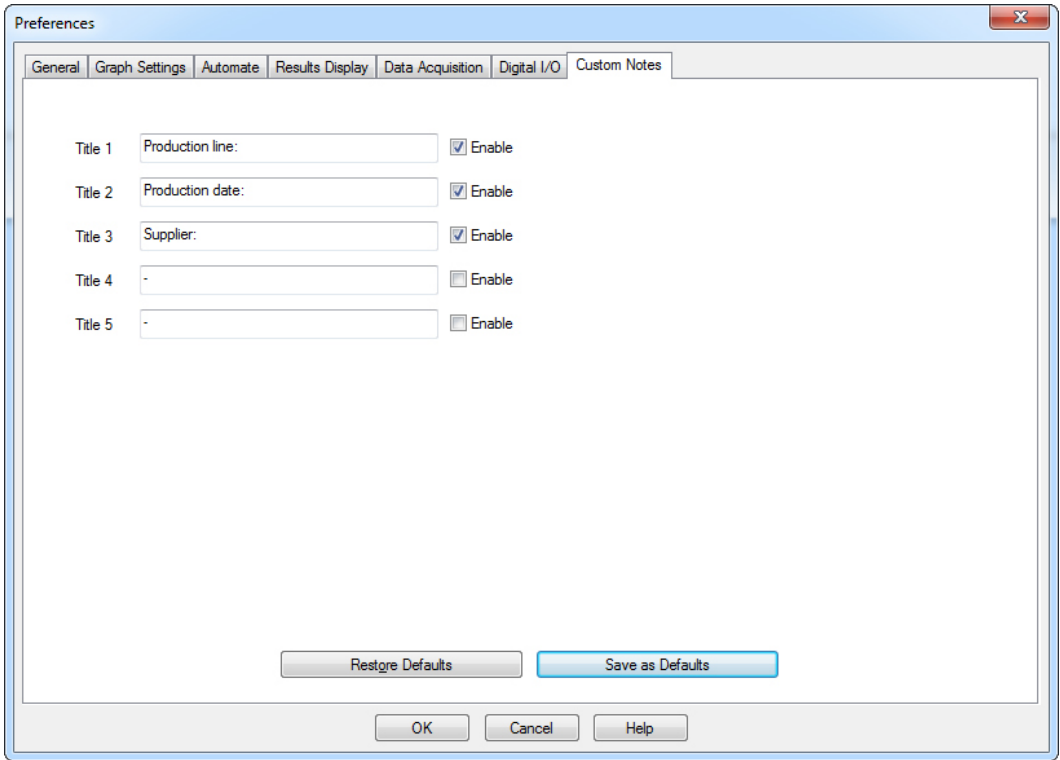 Preferences
General Graph Settings Automate Results Display Data Acquisition Digital I/O Custom Notes
Title 1 Production line: Enable
Title 2 Production date: Enable
Title 3 Supplier: Enable
Title 4 - Enable
Title 5 - Enable
Restore Defaults Save as Defaults
OK Cancel Help